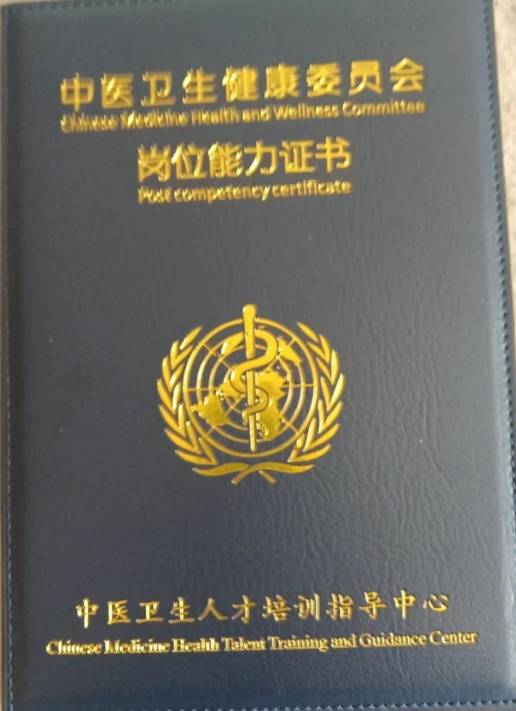 中医卫生健康委员会
Chinese Medicine Health and Wellness Committee
岗位能力证书
Post competency certificate
中医卫生人才培训指导中心
Chinese Medicine Health Talent Training and Guidance Center